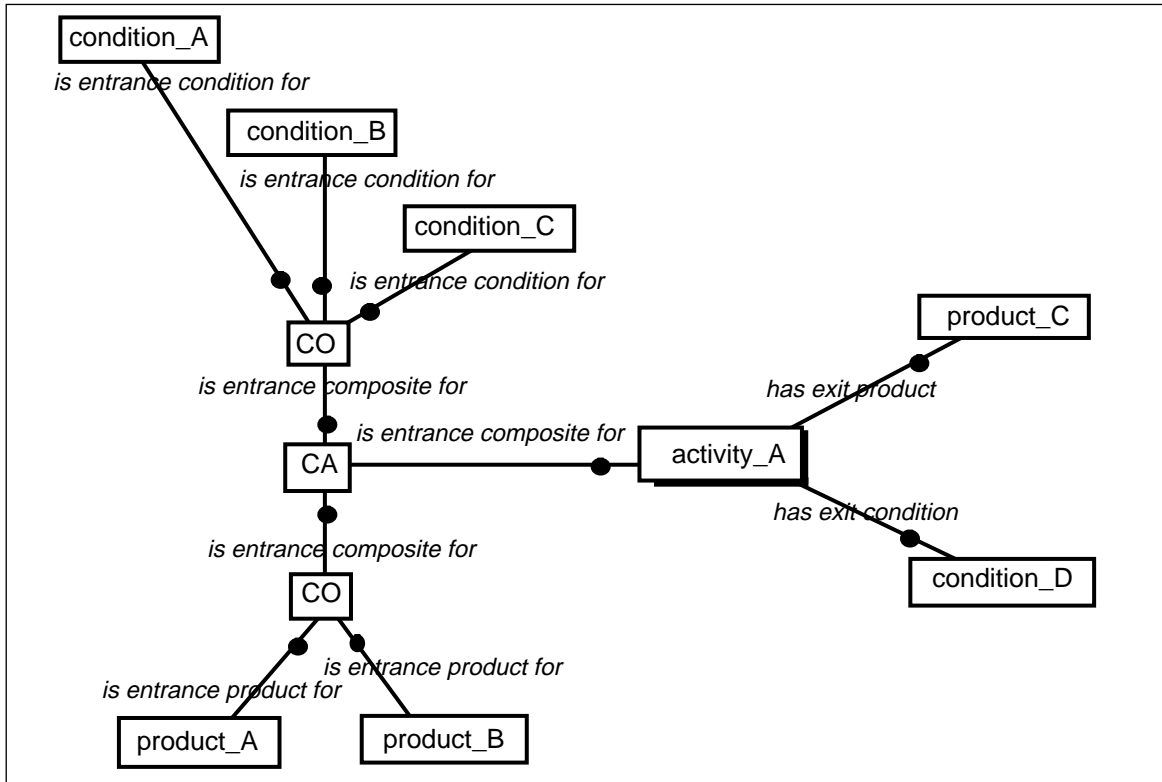 condition_A
is entrance condition for
condition_B
is entrance condition for
condition_C
is entrance condition for
product_C
CO
is entrance composite for
has exit product
is entrance composite for
activity_A
CA
has exit condition
is entrance composite for
condition_D
CO
is entrance product for
is entrance product for
product_A
product_B